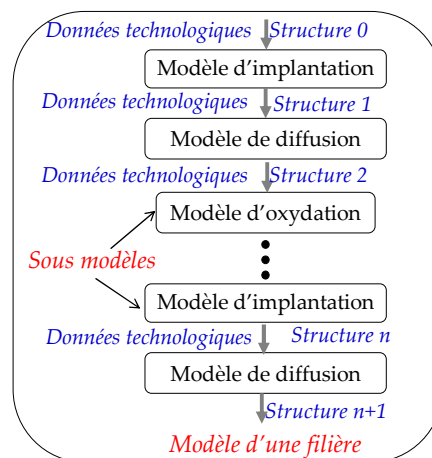 Données technologiques Structure 0
Modèle d'implantation
Données technologiques Structure 1
Modèle de diffusion
Données technologiques Structure 2
Modèle d'oxydation
Sous modèles
Modèle d'implantation
Données technologiques Structure n
Modèle de diffusion
Structure n+1
Modèle d'une filière